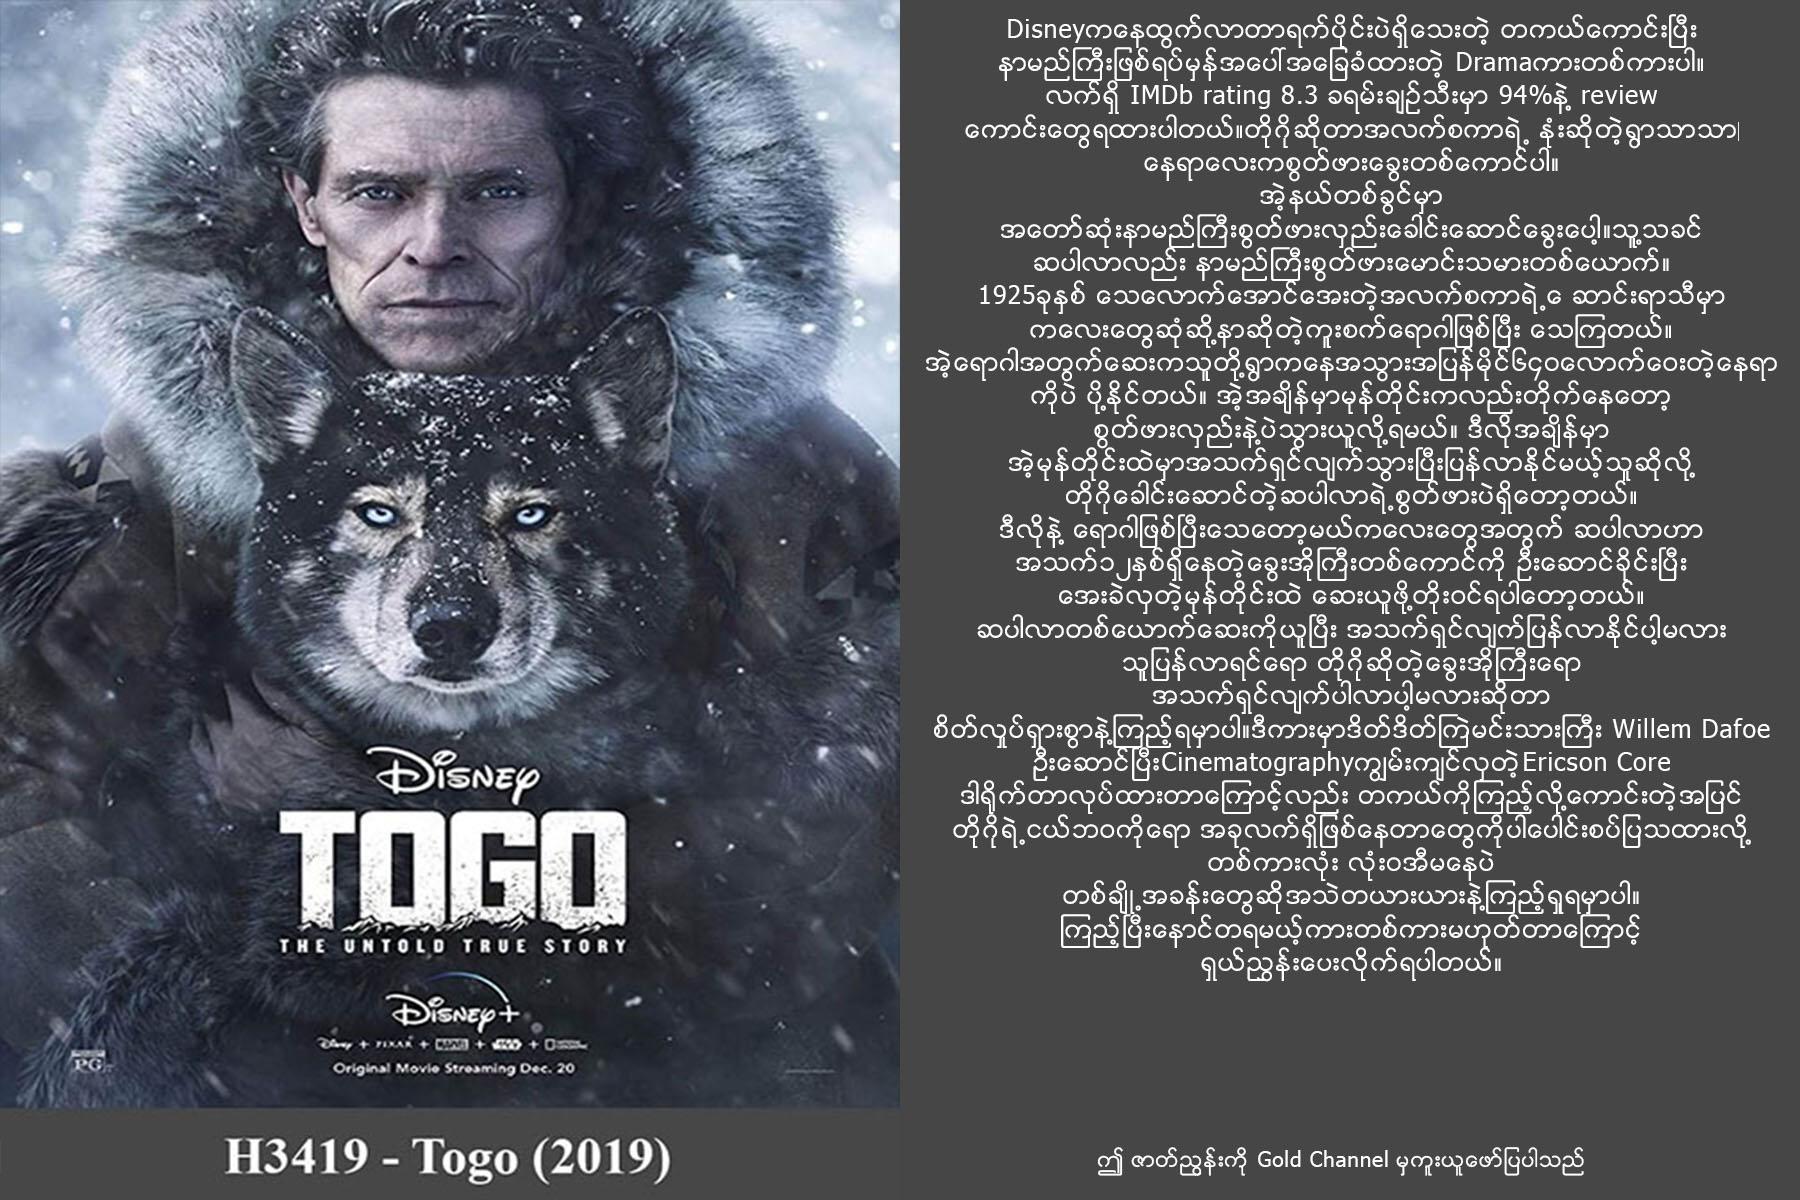 DISNEY
TOGO
THE UNTOLD TRUE STORY
Disney+
Disney + PIXAR + MARVEL + STAR WARS + NATIONAL GEOGRAPHIC
PG
Original Movie Streaming Dec. 20
H3419 - Togo (2019)
Disneyကနေထွက်လာတာရက်ပိုင်းပဲရှိသေးတဲ့ တကယ်ကောင်းပြီး
နာမည်ကြီးဖြစ်ရပ်မှန်အပေါ်အခြေခံထားတဲ့ Dramaကားတစ်ကားပါ။
လက်ရှိ IMDb rating 8.3 ခရမ်းချဉ်သီးမှာ 94%နဲ့ review
ကောင်းတွေရထားပါတယ်။တိုဂိုဆိုတာအလက်စကာရဲ့ နုံးဆိုတဲ့ရွာသာသာ
နေရာလေးကစွတ်ဖားခွေးတစ်ကောင်ပါ။
အဲ့နယ်တစ်ခွင်မှာ
အတော်ဆုံးနာမည်ကြီးစွတ်ဖားလှည်းခေါင်းဆောင်ခွေးပေါ့။သူ့သခင်
ဆပါလာလည်း နာမည်ကြီးစွတ်ဖားမောင်းသမားတစ်ယောက်။
1925ခုနှစ် သေလောက်အောင်အေးတဲ့အလက်စကာရဲ့ ဆောင်းရာသီမှာ
ကလေးတွေဆုံဆို့နာဆိုတဲ့ကူးစက်ရောဂါဖြစ်ပြီး သေကြတယ်။
အဲ့ရောဂါအတွက်ဆေးကသူတို့ရွာကနေအသွားအပြန်မိုင်၆၄၀လောက်ဝေးတဲ့နေရာ
ကိုပဲ ပို့နိုင်တယ်။ အဲ့အချိန်မှာမုန်တိုင်းကလည်းတိုက်နေတော့
စွတ်ဖားလှည်းနဲ့ပဲသွားယူလို့ရမယ်။ ဒီလိုအချိန်မှာ
အဲ့မုန်တိုင်းထဲမှာအသက်ရှင်လျက်သွားပြီးပြန်လာနိုင်မယ့်သူဆိုလို့
တိုဂိုခေါင်းဆောင်တဲ့ဆပါလာရဲ့စွတ်ဖားပဲရှိတော့တယ်။
ဒီလိုနဲ့ ရောဂါဖြစ်ပြီးသေတော့မယ်ကလေးတွေအတွက် ဆပါလာဟာ
အသက်၁၂နှစ်ရှိနေတဲ့ခွေးအိုကြီးတစ်ကောင်ကို ဦးဆောင်ခိုင်းပြီး
အေးခဲလှတဲ့မုန်တိုင်းထဲ ဆေးယူဖို့တိုးဝင်ရပါတော့တယ်။
ဆပါလာတစ်ယောက်ဆေးကိုယူပြီး အသက်ရှင်လျက်ပြန်လာနိုင်ပါ့မလား
သူပြန်လာရင်ရော တိုဂိုဆိုတဲ့ခွေးအိုကြီးရော
အသက်ရှင်လျက်ပါလာပါ့မလားဆိုတာ
စိတ်လှုပ်ရှားစွာနဲ့ကြည့်ရမှာပါ။ဒီကားမှာဒိတ်ဒိတ်ကြဲမင်းသားကြီး Willem Dafoe
ဦးဆောင်ပြီးCinematographyကျွမ်းကျင်လှတဲ့Ericson Core
ဒါရိုက်တာလုပ်ထားတာကြောင့်လည်း တကယ်ကိုကြည့်လို့ကောင်းတဲ့အပြင်
တိုဂိုရဲ့ငယ်ဘဝကိုရော အခုလက်ရှိဖြစ်နေတာတွေကိုပါပေါင်းစပ်ပြသထားလို့
တစ်ကားလုံး လုံးဝအီမနေပဲ
တစ်ချို့အခန်းတွေဆိုအသဲတယားယားနဲ့ကြည့်ရှုရမှာပါ။
ကြည့်ပြီးနောင်တရမယ့်ကားတစ်ကားမဟုတ်တာကြောင့်
ရှယ်ညွှန်းပေးလိုက်ရပါတယ်။
ဤ ဇာတ်ညွှန်းကို Gold Channel မှကူးယူဖော်ပြပါသည်